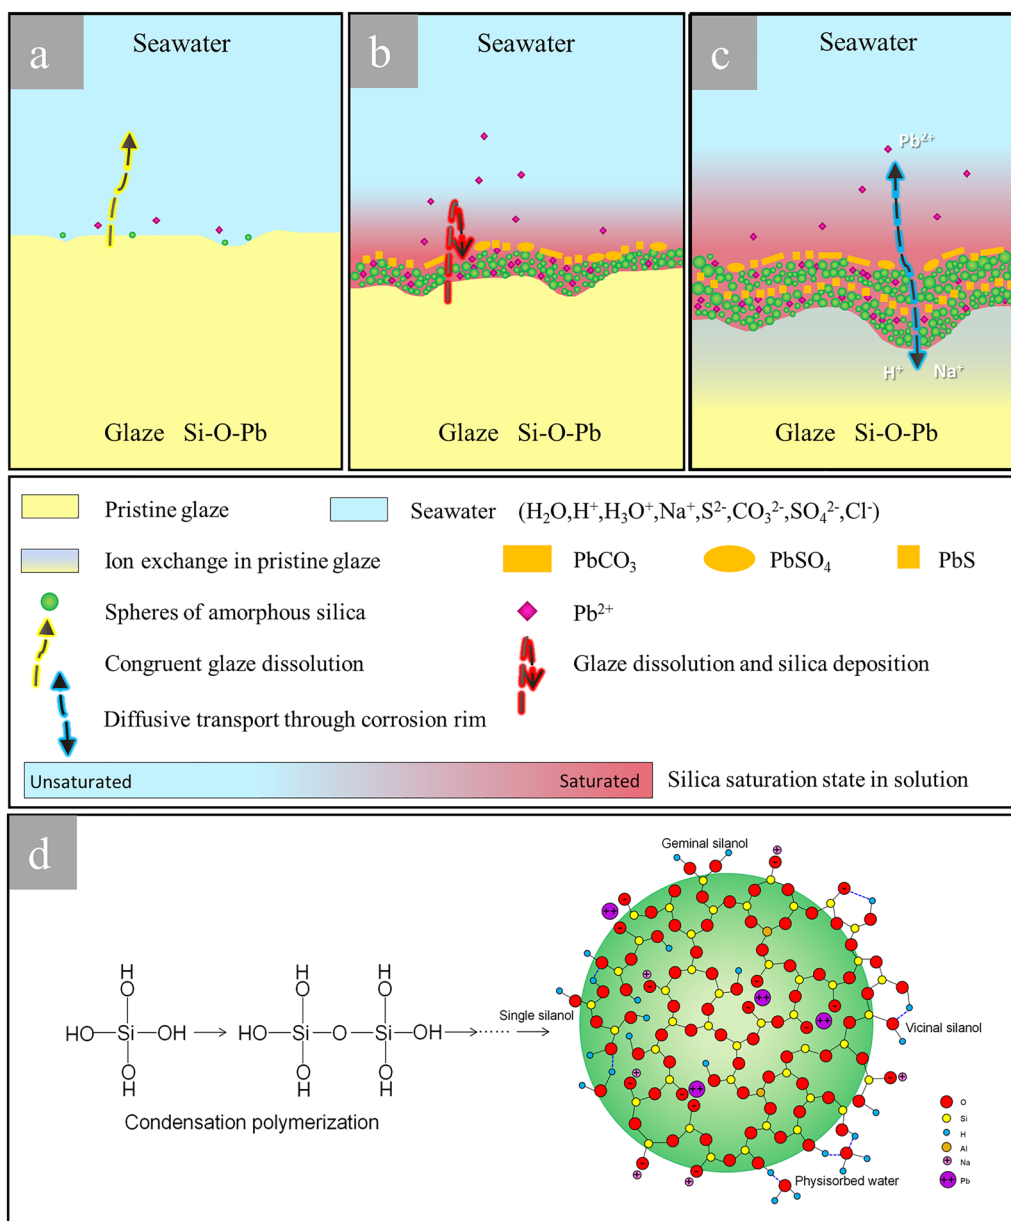 a
Seawater
Glaze Si-O-Pb
b
Seawater
Glaze Si-O-Pb
c
Seawater
Pb²⁺
H⁺ Na⁺
Glaze Si-O-Pb
Pristine glaze
Seawater (H₂O,H⁺,H₃O⁺,Na⁺,S²⁻,CO₃²⁻,SO₄²⁻,Cl⁻)
Ion exchange in pristine glaze
PbCO₃
PbSO₄
PbS
Spheres of amorphous silica
Pb²⁺
Congruent glaze dissolution
Glaze dissolution and silica deposition
Diffusive transport through corrosion rim
Unsaturated
Saturated
Silica saturation state in solution
d
H
O
HO Si OH
O
H
H H
O O
HO Si O Si OH
O O
H H
Condensation polymerization
Geminal silanol
Single silanol
Vicinal silanol
Physisorbed water
O
Si
H
Al
+ Na
++ Pb